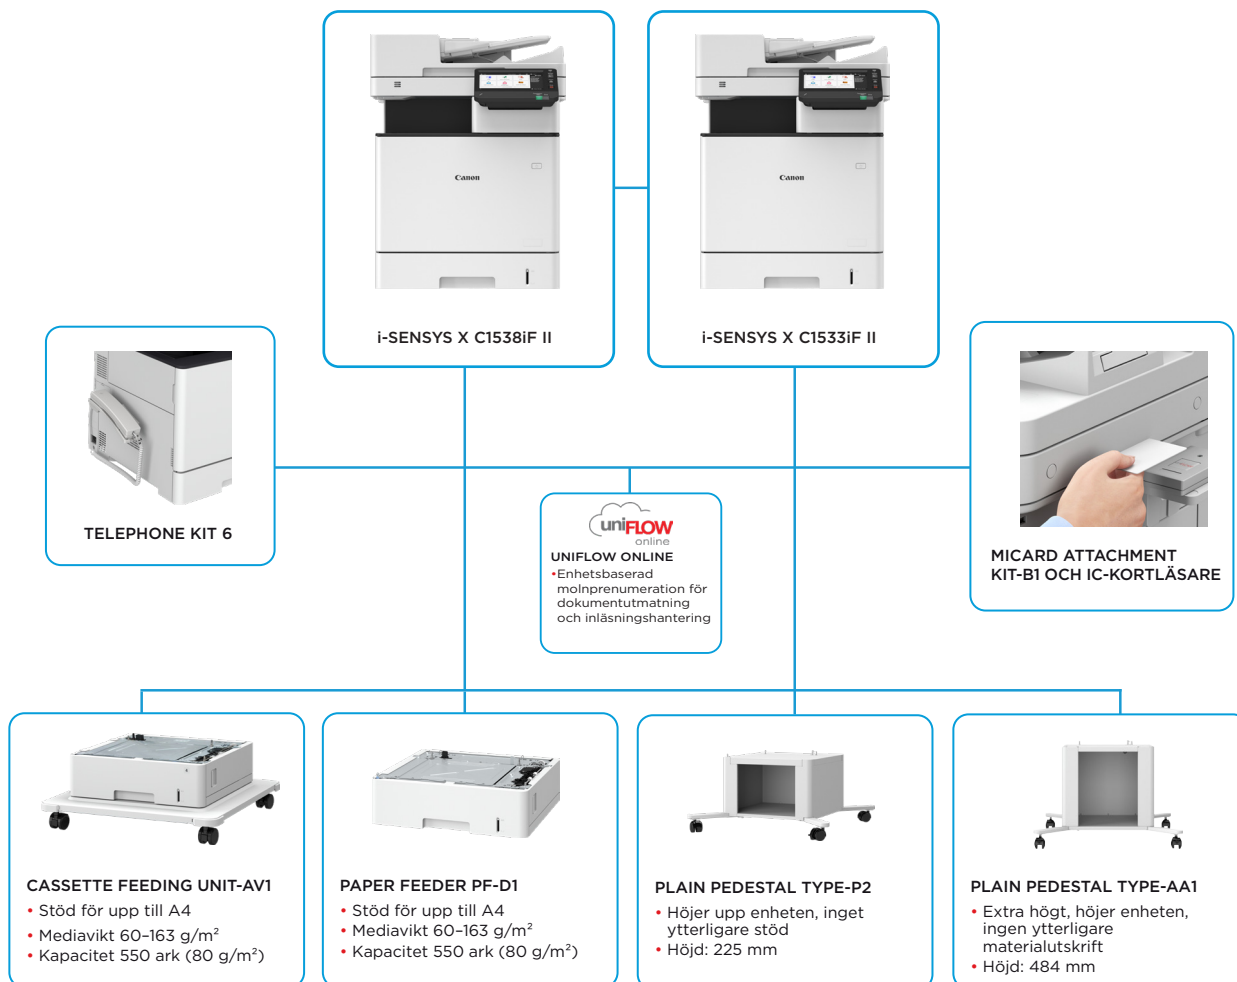 Canon
Canon
i-SENSYS X C1538iF II
i-SENSYS X C1533iF II
TELEPHONE KIT 6
uniFLOW
online
UNIFLOW ONLINE
•Enhetsbaserad
molnprenumeration för
dokumentutmatning
och inläsningshantering
MICARD ATTACHMENT
KIT-B1 OCH IC-KORTLÄSARE
CASSETTE FEEDING UNIT-AV1
• Stöd för upp till A4
• Mediavikt 60–163 g/m²
• Kapacitet 550 ark (80 g/m²)
PAPER FEEDER PF-D1
• Stöd för upp till A4
• Mediavikt 60–163 g/m²
• Kapacitet 550 ark (80 g/m²)
PLAIN PEDESTAL TYPE-P2
• Höjer upp enheten, inget
ytterligare stöd
• Höjd: 225 mm
PLAIN PEDESTAL TYPE-AA1
• Extra högt, höjer enheten,
ingen ytterligare
materialutskrift
• Höjd: 484 mm